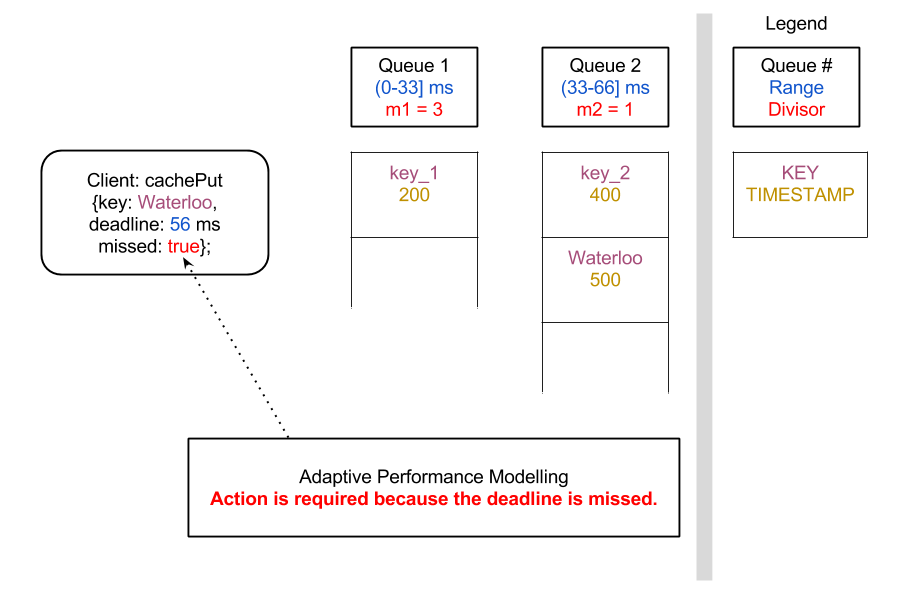 Legend
Queue 1
(0-33] ms
m1 = 3
Queue 2
(33-66] ms
m2 = 1
Queue #
Range
Divisor
Client: cachePut
{key: Waterloo,
deadline: 56 ms
missed: true};
key_1
200
key_2
400
KEY
TIMESTAMP
Waterloo
500
Adaptive Performance Modelling
Action is required because the deadline is missed.